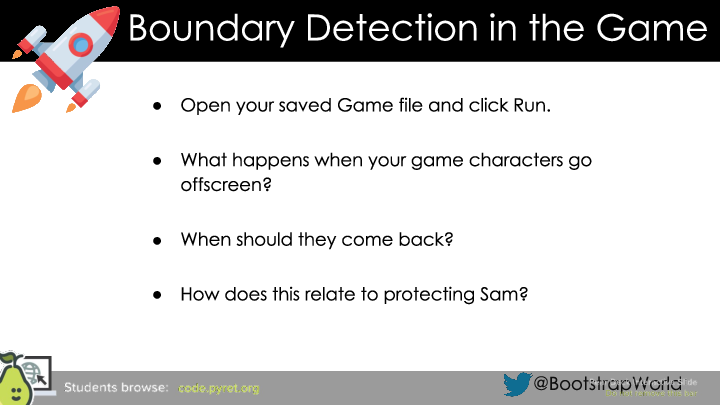 Boundary Detection in the Game
● Open your saved Game file and click Run.
● What happens when your game characters go
offscreen?
● When should they come back?
● How does this relate to protecting Sam?
Students browse: code.pyret.org
@BootstrapWorld